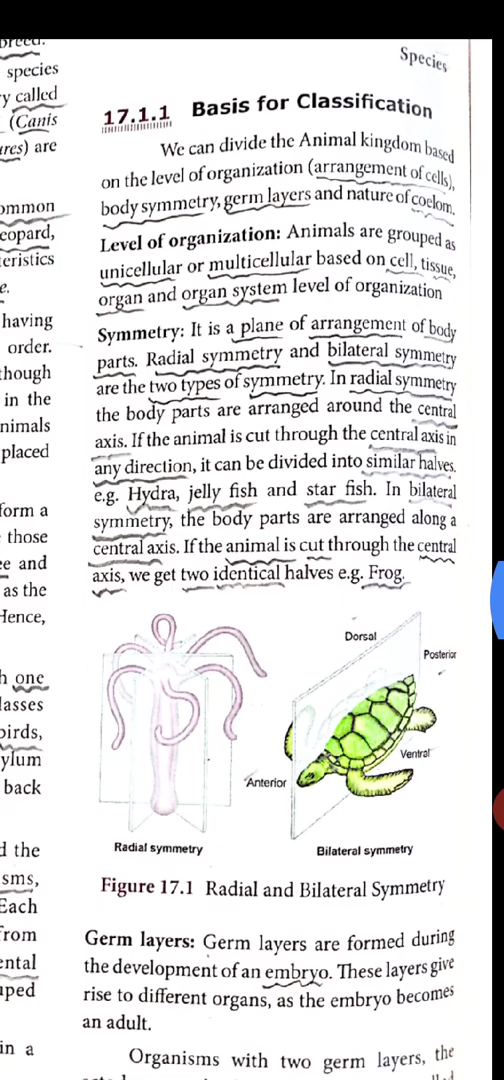 breed.
species
y called
(Canis
ares) are
ommon
eopard,
teristics
e.
having
order.
though
in the
nimals
placed
form a
those
ee and
as the
Hence,
h one
lasses
birds,
ylum
back
d the
sms,
Each
from
ental
uped
in a
Species
17.1.1 Basis for Classification
We can divide the Animal kingdom based
on the level of organization (arrangement of cells),
body symmetry, germ layers and nature of coelom.
Level of organization: Animals are grouped as
unicellular or multicellular based on cell, tissue,
organ and organ system level of organization
Symmetry: It is a plane of arrangement of body
parts. Radial symmetry and bilateral symmetry
are the two types of symmetry. In radial symmetry
the body parts are arranged around the central
axis. If the animal is cut through the central axis in
any direction, it can be divided into similar halves.
e.g. Hydra, jelly fish and star fish. In bilateral
symmetry, the body parts are arranged along a
central axis. If the animal is cut through the central
axis, we get two identical halves e.g. Frog.
Dorsal
Posterior
Ventral
Anterior
Radial symmetry
Bilateral symmetry
Figure 17.1 Radial and Bilateral Symmetry
Germ layers: Germ layers are formed during
the development of an embryo. These layers give
rise to different organs, as the embryo becomes
an adult.
Organisms with two germ layers, the